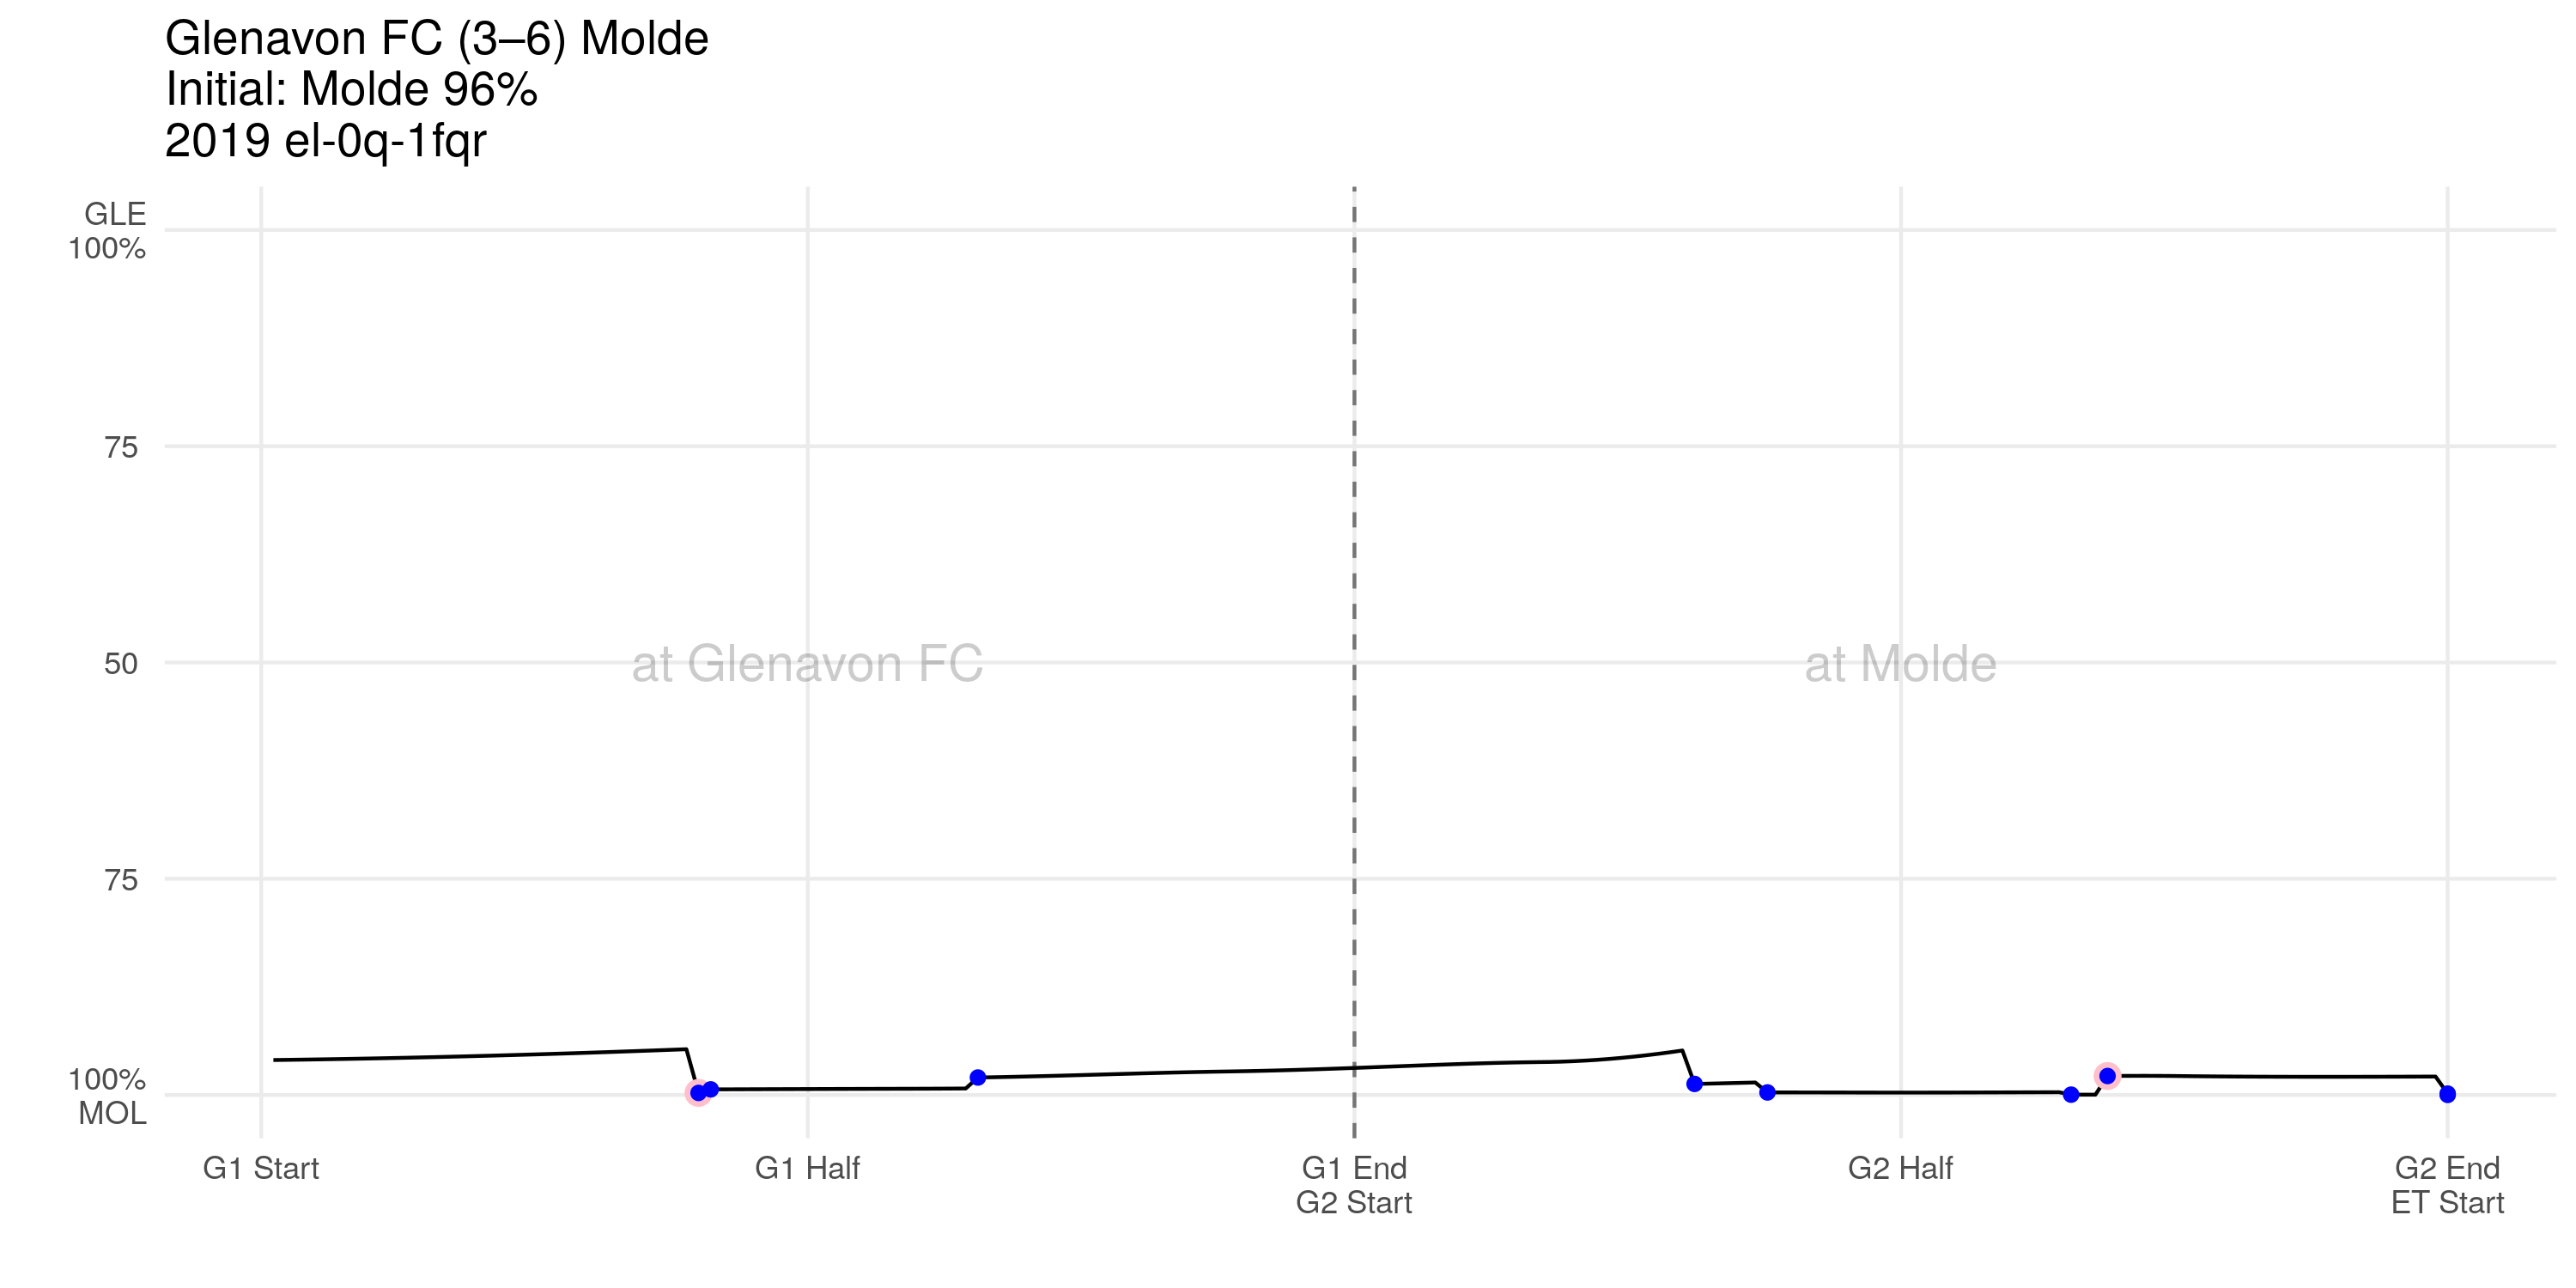 Glenavon FC (3–6) Molde
Initial: Molde 96%
2019 el-0q-1fqr
GLE
100%
75
50
75
100%
MOL
at Glenavon FC
at Molde
G1 Start
G1 Half
G1 End
G2 Start
G2 Half
G2 End
ET Start